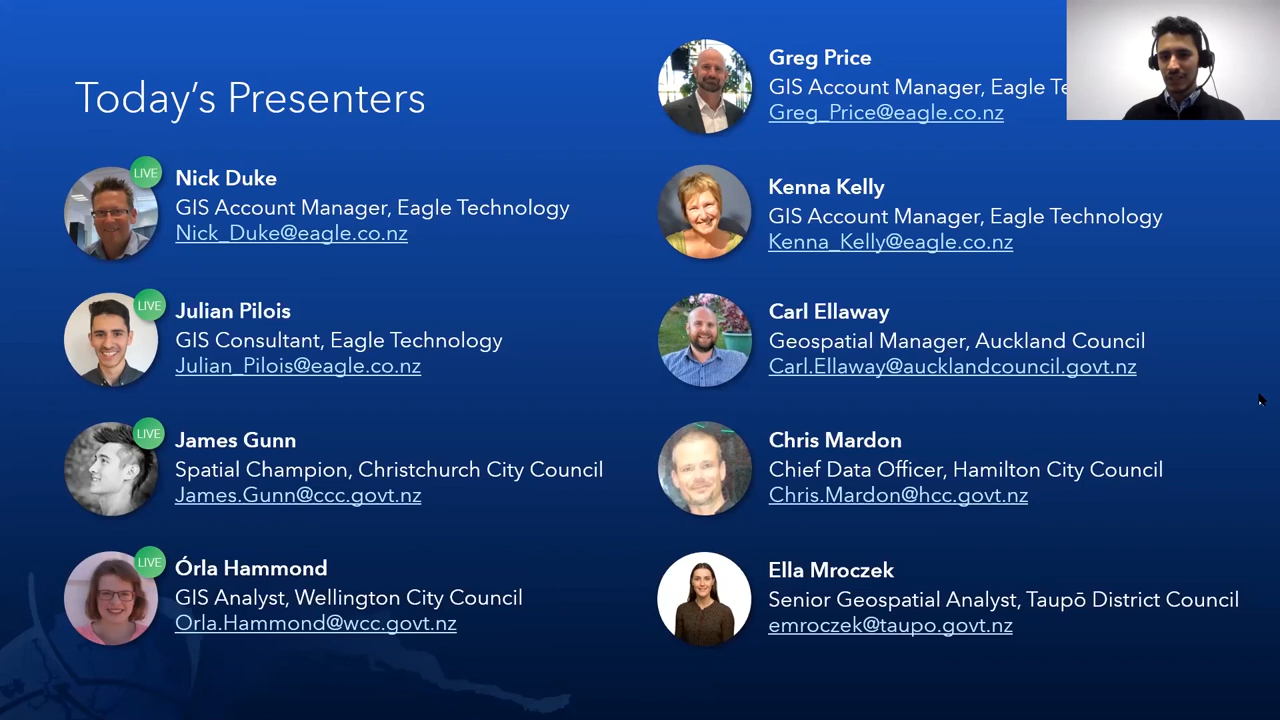 Today's Presenters
LIVE
Nick Duke
GIS Account Manager, Eagle Technology
Nick_Duke@eagle.co.nz
LIVE
Julian Pilois
GIS Consultant, Eagle Technology
Julian_Pilois@eagle.co.nz
LIVE
James Gunn
Spatial Champion, Christchurch City Council
James.Gunn@ccc.govt.nz
LIVE
Órla Hammond
GIS Analyst, Wellington City Council
Orla.Hammond@wcc.govt.nz
Greg Price
GIS Account Manager, Eagle Te
Greg_Price@eagle.co.nz
Kenna Kelly
GIS Account Manager, Eagle Technology
Kenna_Kelly@eagle.co.nz
Carl Ellaway
Geospatial Manager, Auckland Council
Carl.Ellaway@aucklandcouncil.govt.nz
Chris Mardon
Chief Data Officer, Hamilton City Council
Chris.Mardon@hcc.govt.nz
Ella Mroczek
Senior Geospatial Analyst, Taupō District Council
emroczek@taupo.govt.nz